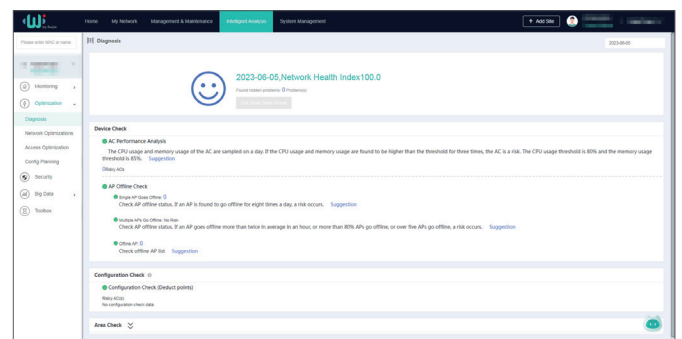 Wi by Ruijie
Home My Network Management & Maintenance Intelligent Analysis System Management + Add Site
Please enter MAC or name
Diagnosis
2023-06-05
Monitoring
Optimization
Diagnosis
Network Optimizations
Access Optimization
Config Planning
Security
Big Data
Toolbox
2023-06-05,Network Health Index100.0
Found hidden problems: 0 Problem(s)
Device Check
AC Performance Analysis
The CPU usage and memory usage of the AC are sampled on a day. If the CPU usage and memory usage are found to be higher than the threshold for three times, the AC is a risk. The CPU usage threshold is 80% and the memory usage
threshold is 85%. Suggestion
0Risky ACs
AP Offline Check
Single AP Goes Offline: 0
Check AP offline status. If an AP is found to go offline for eight times a day, a risk occurs. Suggestion
Multiple APs Go Offline: No Risk
Check AP offline status. If an AP goes offline more than twice in average in an hour, or more than 80% APs go offline, or over five APs go offline, a risk occurs. Suggestion
Offline AP: 0
Check offline AP list Suggestion
Configuration Check
Configuration Check (Deduct points)
Risky AC(s)
No configuration check data
Area Check